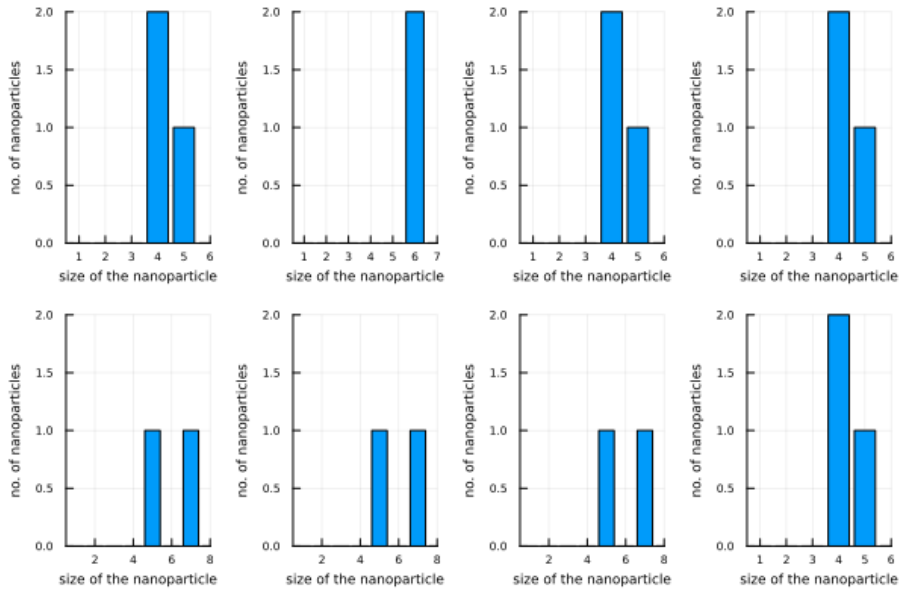 2.0 2.0 2.0 2.0
no. of nanoparticles no. of nanoparticles no. of nanoparticles no. of nanoparticles
1.5 1.5 1.5 1.5
1.0 1.0 1.0 1.0
0.5 0.5 0.5 0.5
0.0 0.0 0.0 0.0
1 2 3 4 5 6 1 2 3 4 5 6 7 1 2 3 4 5 6 1 2 3 4 5 6
size of the nanoparticle size of the nanoparticle size of the nanoparticle size of the nanoparticle
2.0 2.0 2.0 2.0
no. of nanoparticles no. of nanoparticles no. of nanoparticles no. of nanoparticles
1.5 1.5 1.5 1.5
1.0 1.0 1.0 1.0
0.5 0.5 0.5 0.5
0.0 0.0 0.0 0.0
2 4 6 8 2 4 6 8 2 4 6 8 1 2 3 4 5 6
size of the nanoparticle size of the nanoparticle size of the nanoparticle size of the nanoparticle